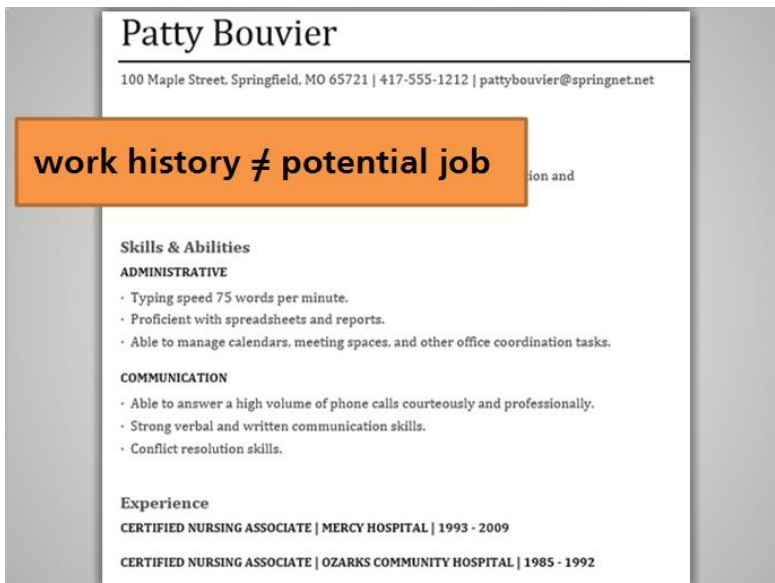 Patty Bouvier
100 Maple Street, Springfield, MO 65721 | 417-555-1212 | pattybouvier@springnet.net
work history ≠ potential job
ion and
Skills & Abilities
ADMINISTRATIVE
· Typing speed 75 words per minute.
· Proficient with spreadsheets and reports.
· Able to manage calendars, meeting spaces, and other office coordination tasks.
COMMUNICATION
· Able to answer a high volume of phone calls courteously and professionally.
· Strong verbal and written communication skills.
· Conflict resolution skills.
Experience
CERTIFIED NURSING ASSOCIATE | MERCY HOSPITAL | 1993 - 2009
CERTIFIED NURSING ASSOCIATE | OZARKS COMMUNITY HOSPITAL | 1985 - 1992